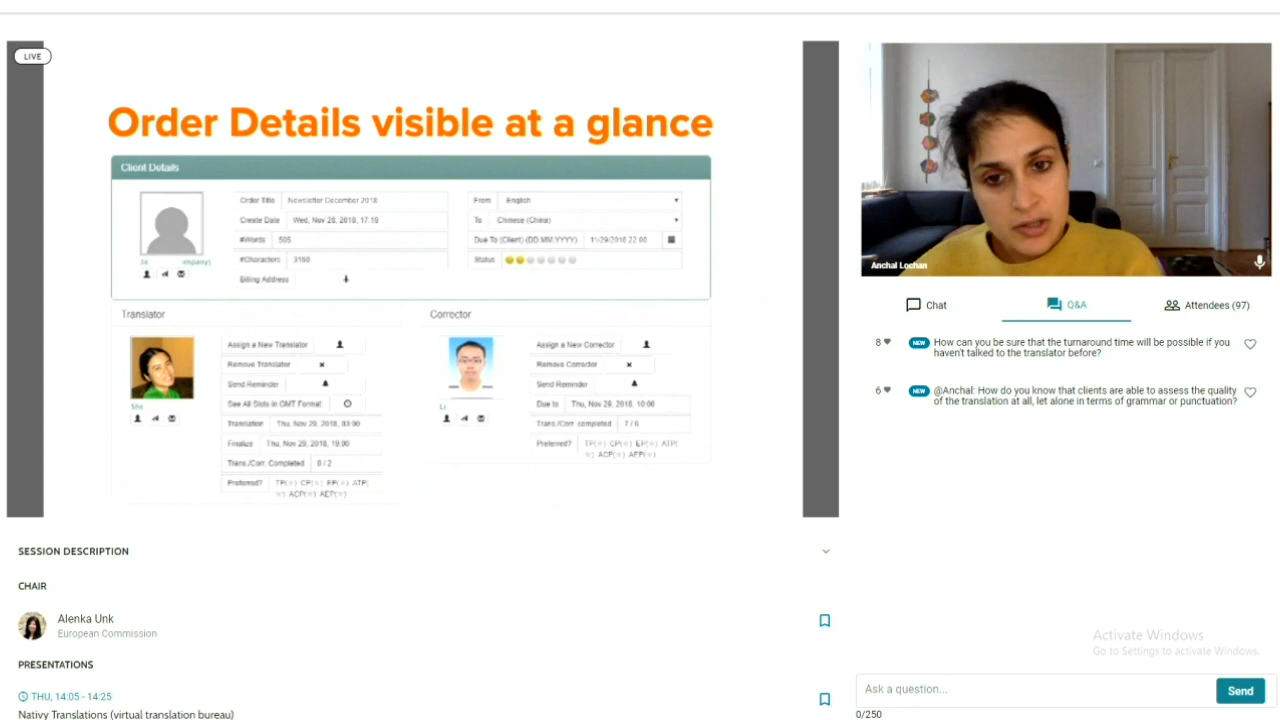 LIVE
Order Details visible at a glance
Client Details
Order Title Newsletter December 2018
Create Date Wed, Nov 28, 2018, 17:19
#Words 505
#Characters 3160
Billing Address
From English
To Chinese (China)
Due To (Client) (DD.MM.YYYY) 11/29/2018 22:00
Status
Translator
Assign a New Translator
Remove Translator
Send Reminder
See All Slots in GMT Format:
Translation Thu, Nov 29, 2018, 03:00
Finalize Thu, Nov 29, 2018, 19:00
Trans./Corr. Completed 0 / 2
Preferred?
Corrector
Assign a New Corrector
Remove Corrector
Send Reminder
Due to Thu, Nov 29, 2018, 10:00
Trans./Corr. completed 7 / 6
Preferred?
Anchal Lochan
Chat
Q&A
Attendees (97)
8 NEW How can you be sure that the turnaround time will be possible if you
haven't talked to the translator before?
6 NEW @Anchal: How do you know that clients are able to assess the quality
of the translation at all, let alone in terms of grammar or punctuation?
SESSION DESCRIPTION
CHAIR
Alenka Unk
European Commission
PRESENTATIONS
THU, 14:05 - 14:25
Nativy Translations (virtual translation bureau)
Activate Windows
Go to Settings to activate Windows.
Ask a question...
Send
0/250